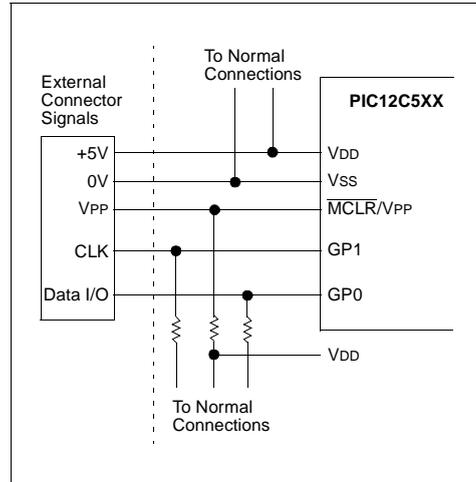 To Normal
Connections
External
Connector
Signals
PIC12C5XX
+5V
VDD
0V
VSS
VPP
MCLR/VPP
CLK
GP1
Data I/O
GP0
VDD
To Normal
Connections